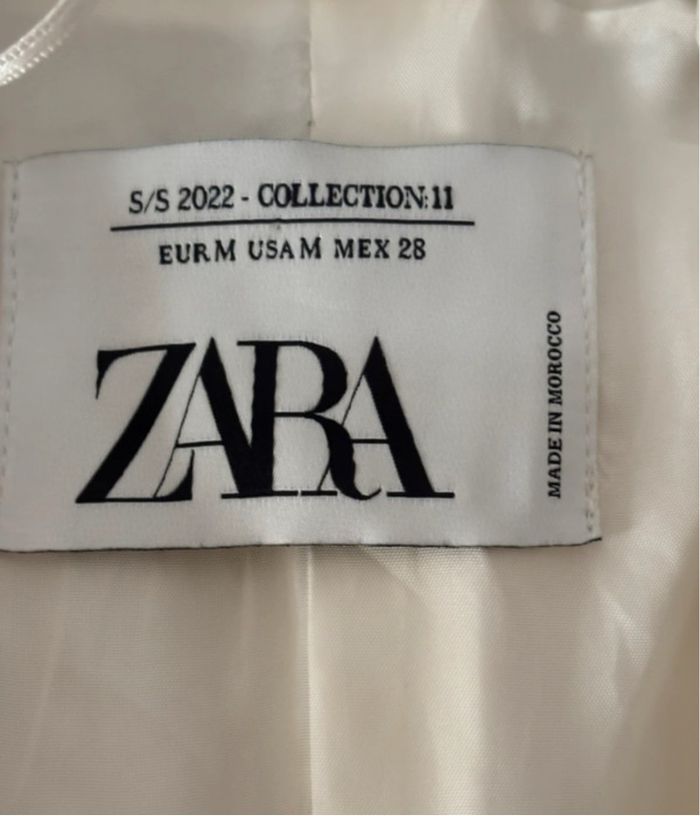 S/S 2022 - COLLECTION:11
EUR M USA M MEX 28
ZARA
MADE IN MOROCCO